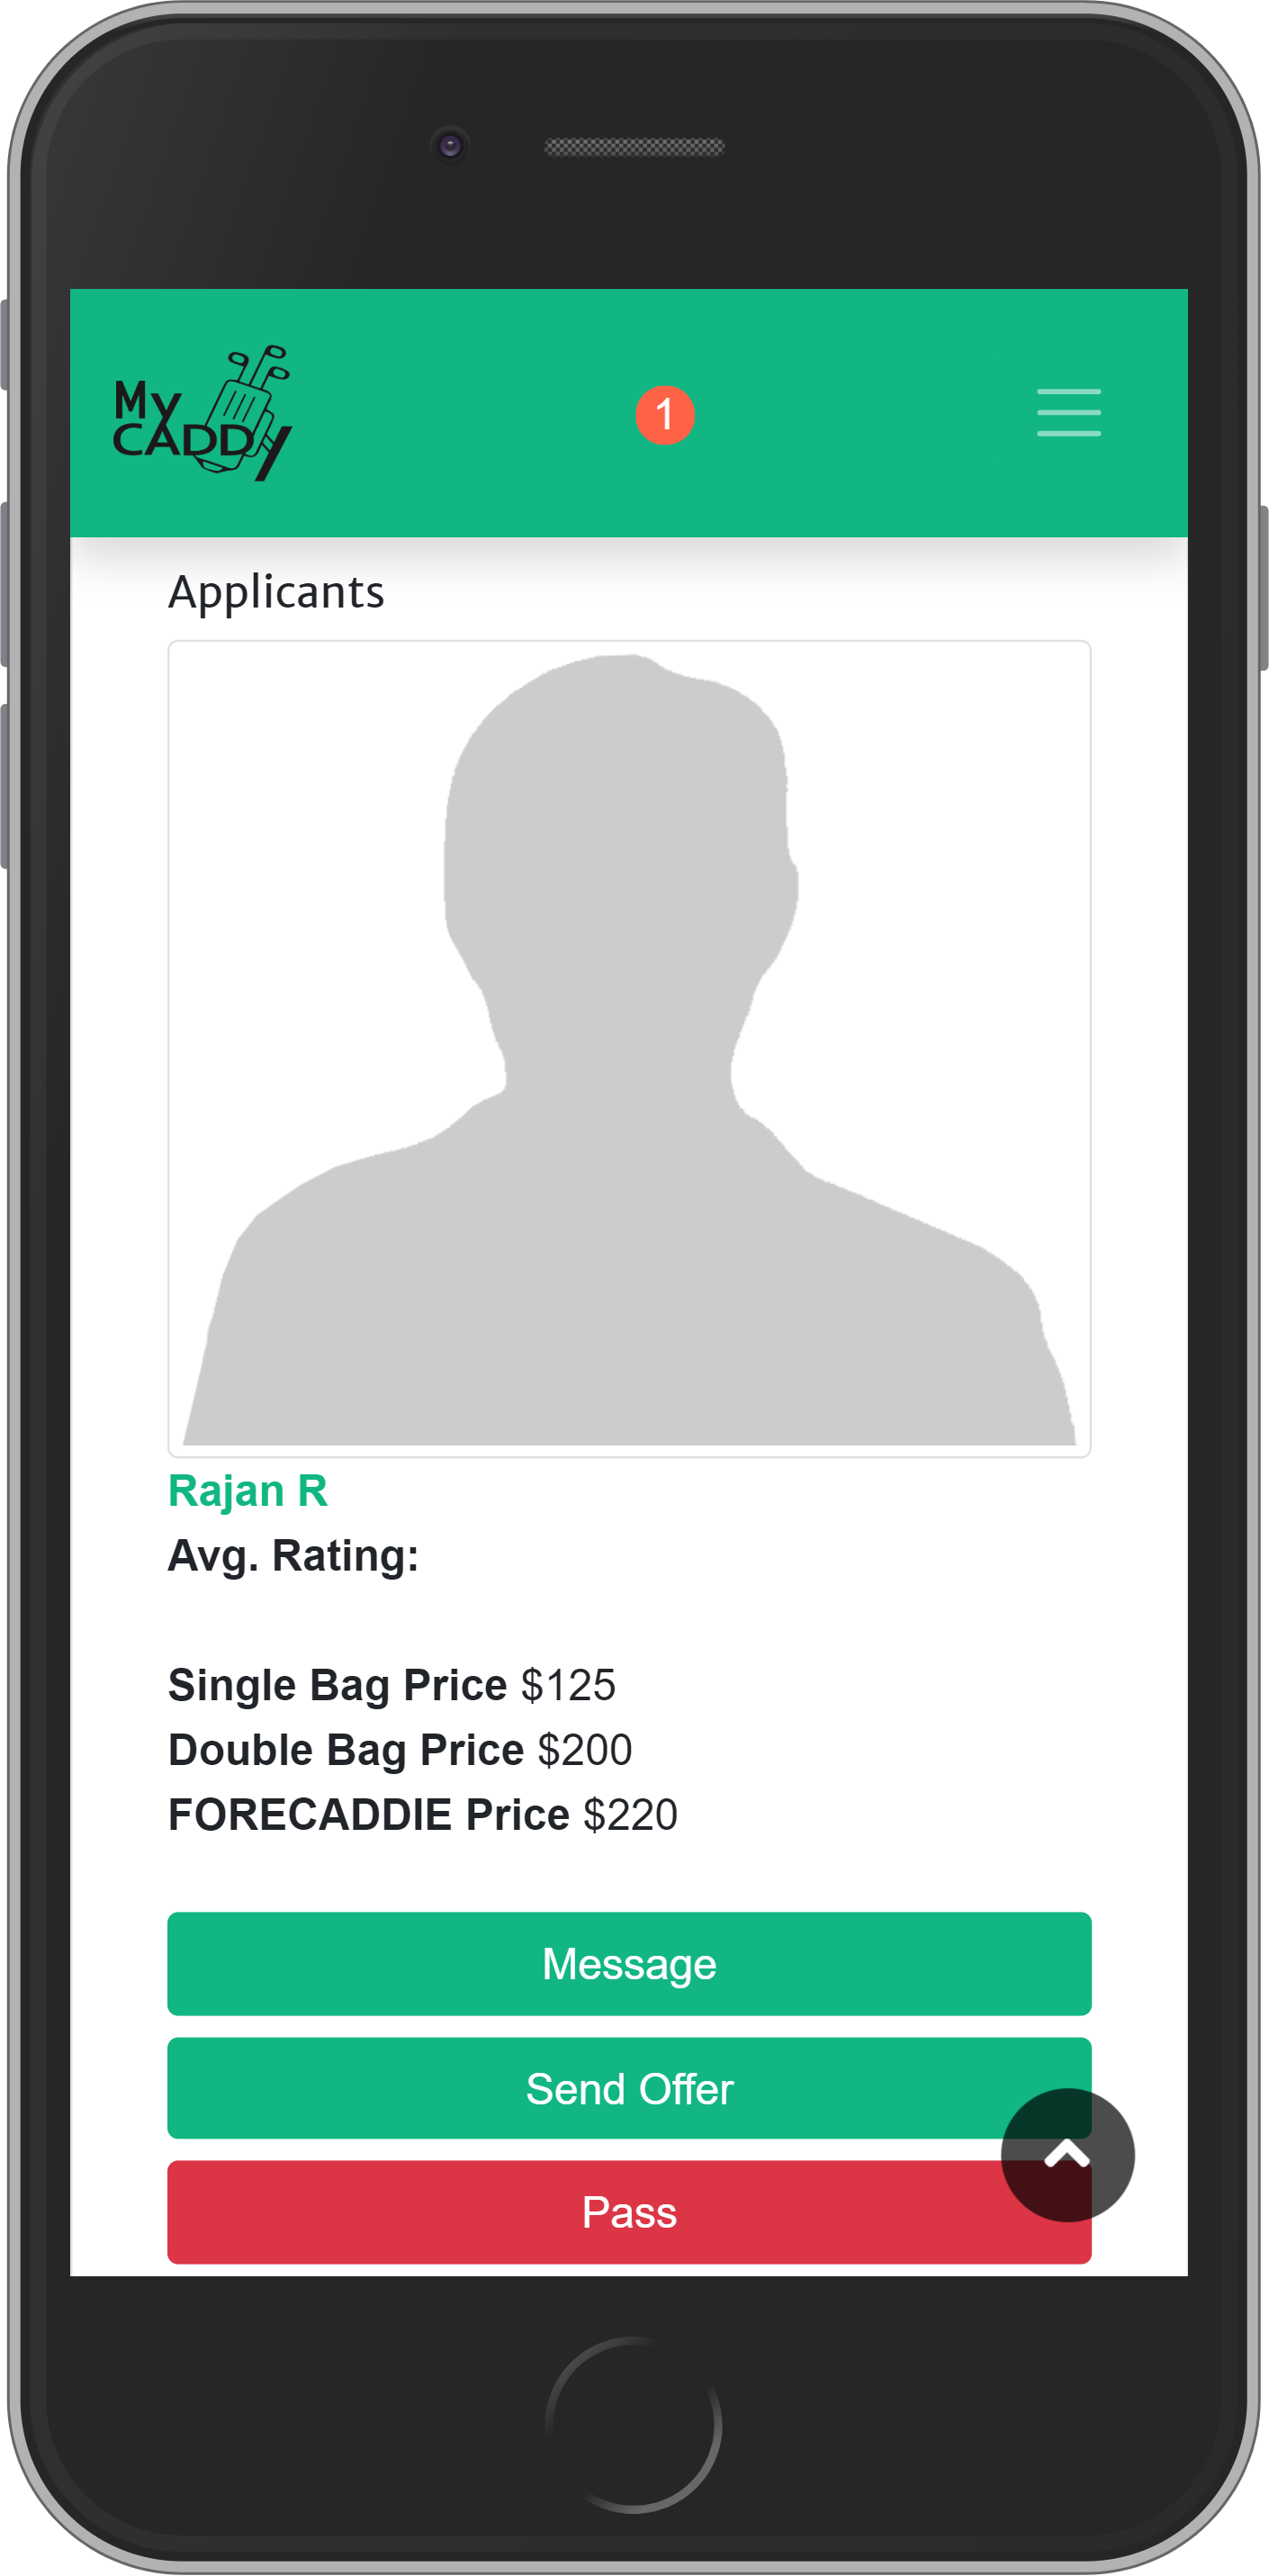 My
CADDY
1
Applicants
Rajan R
Avg. Rating:
Single Bag Price $125
Double Bag Price $200
FORECADDIE Price $220
Message
Send Offer
Pass